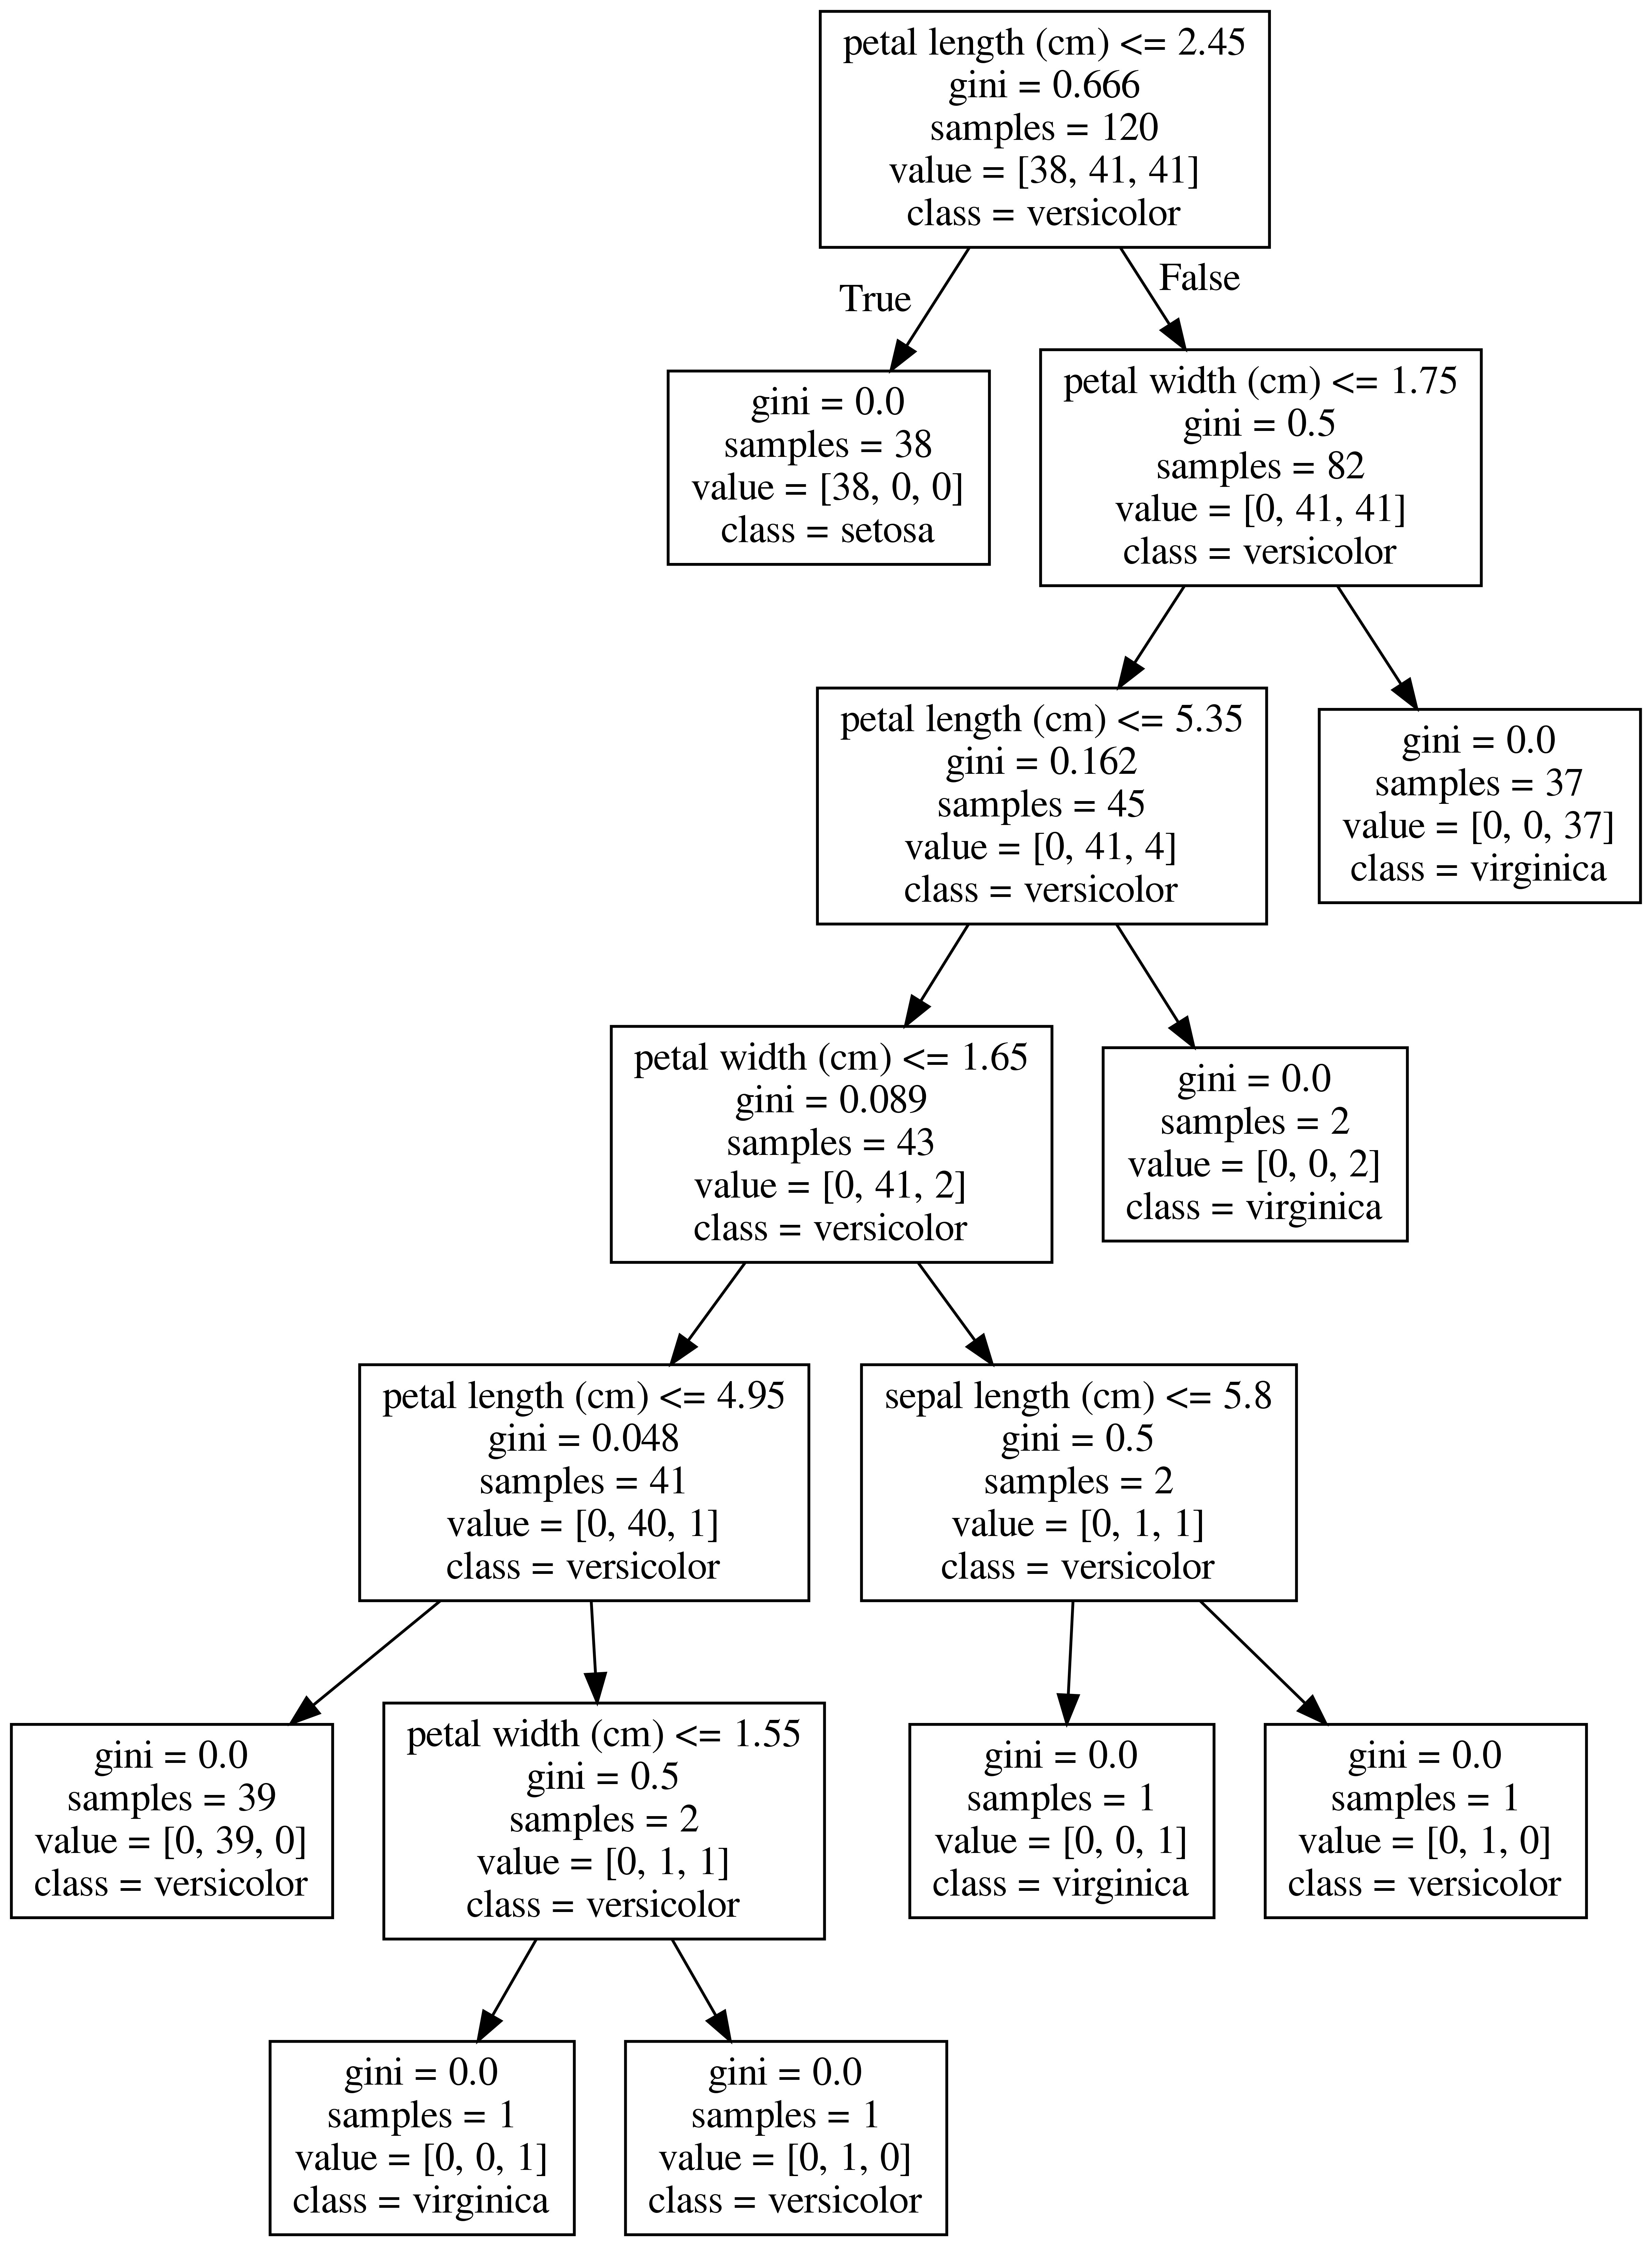 petal length (cm) <= 2.45
gini = 0.666
samples = 120
value = [38, 41, 41]
class = versicolor
True
False
gini = 0.0
samples = 38
value = [38, 0, 0]
class = setosa
petal width (cm) <= 1.75
gini = 0.5
samples = 82
value = [0, 41, 41]
class = versicolor
petal length (cm) <= 5.35
gini = 0.162
samples = 45
value = [0, 41, 4]
class = versicolor
gini = 0.0
samples = 37
value = [0, 0, 37]
class = virginica
petal width (cm) <= 1.65
gini = 0.089
samples = 43
value = [0, 41, 2]
class = versicolor
gini = 0.0
samples = 2
value = [0, 0, 2]
class = virginica
petal length (cm) <= 4.95
gini = 0.048
samples = 41
value = [0, 40, 1]
class = versicolor
sepal length (cm) <= 5.8
gini = 0.5
samples = 2
value = [0, 1, 1]
class = versicolor
gini = 0.0
samples = 39
value = [0, 39, 0]
class = versicolor
petal width (cm) <= 1.55
gini = 0.5
samples = 2
value = [0, 1, 1]
class = versicolor
gini = 0.0
samples = 1
value = [0, 0, 1]
class = virginica
gini = 0.0
samples = 1
value = [0, 1, 0]
class = versicolor
gini = 0.0
samples = 1
value = [0, 0, 1]
class = virginica
gini = 0.0
samples = 1
value = [0, 1, 0]
class = versicolor